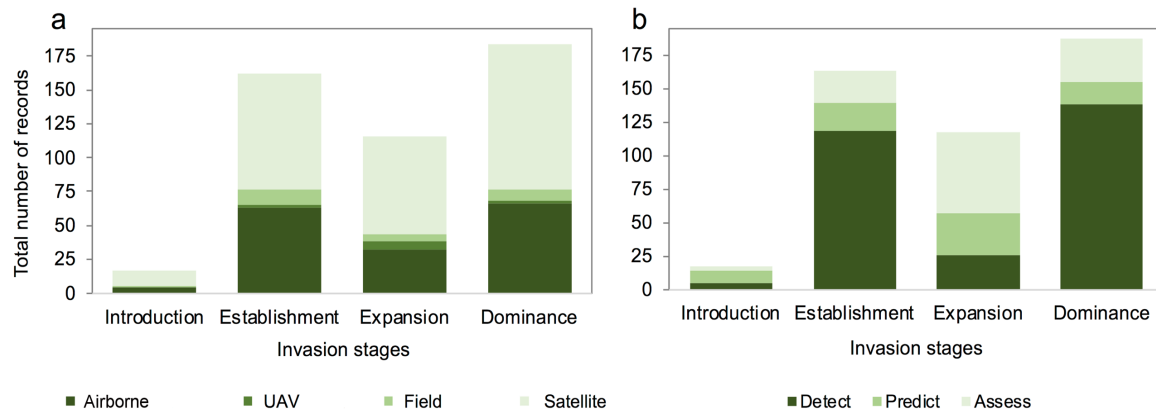 a
Total number of records
175
150
125
100
75
50
25
0
Introduction Establishment Expansion Dominance
Invasion stages
Airborne UAV Field Satellite
b
175
150
125
100
75
50
25
0
Introduction Establishment Expansion Dominance
Invasion stages
Detect Predict Assess